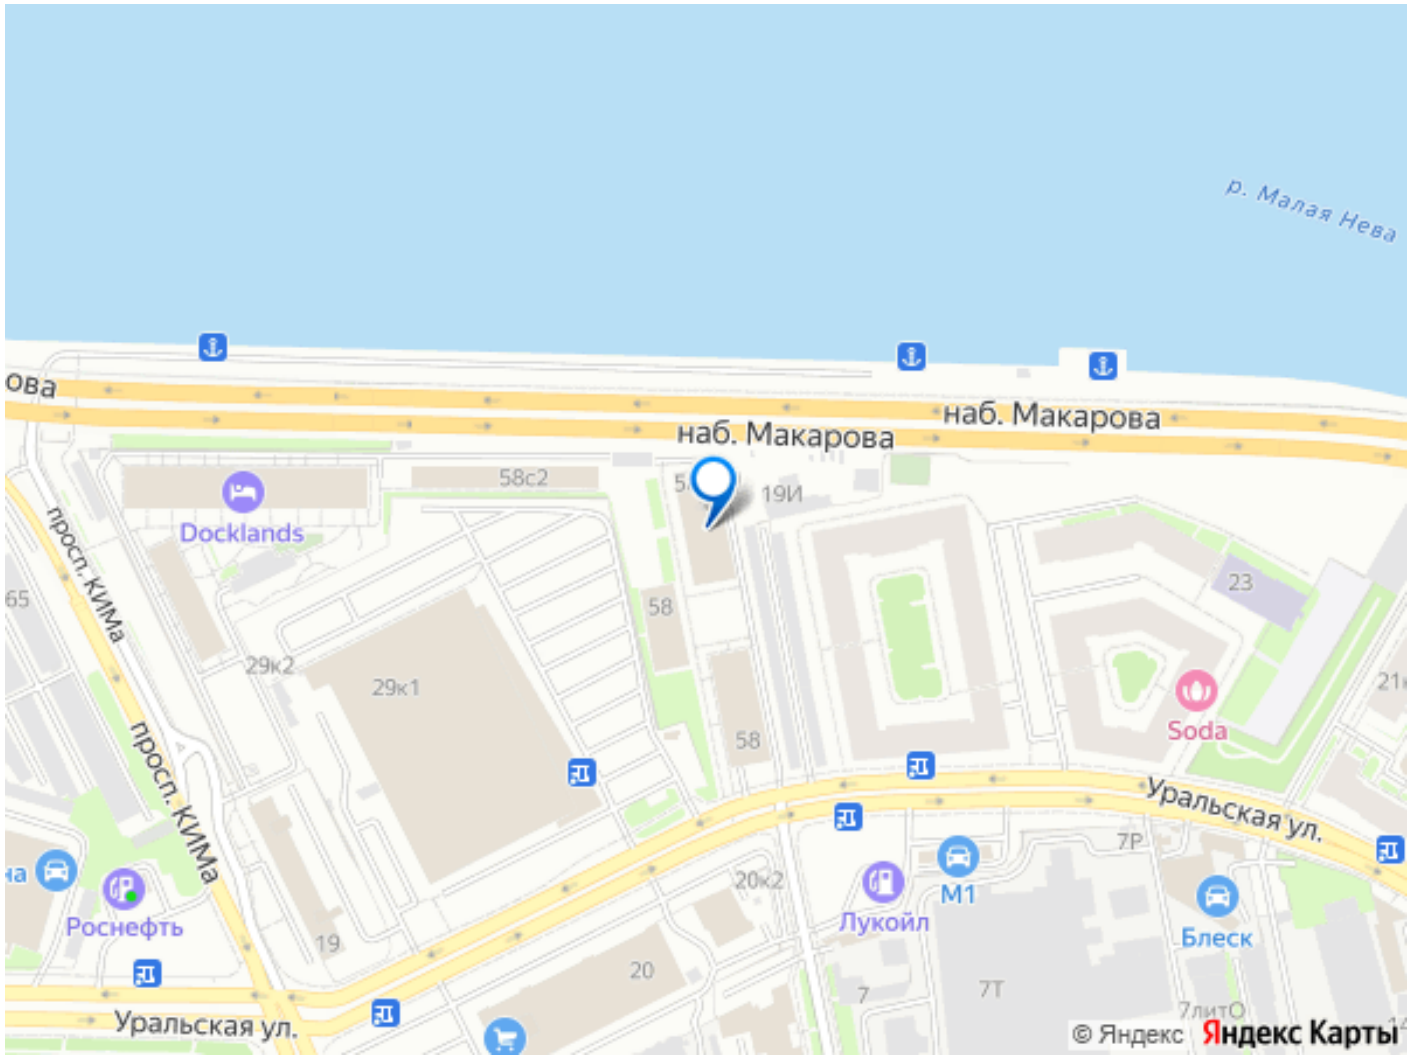 р. Малая Нева
ова
наб. Макарова
наб. Макарова
58с2
19И
Docklands
просп. КИМа
65
23
58
29к2
29к1
21
Soda
58
просп. КИМа
Уральская ул.
7Р
на
20к2
М1
Роснефть
Лукойл
Блеск
19
20
7
7Т
7литО
Уральская ул.
© Яндекс Яндекс Карты